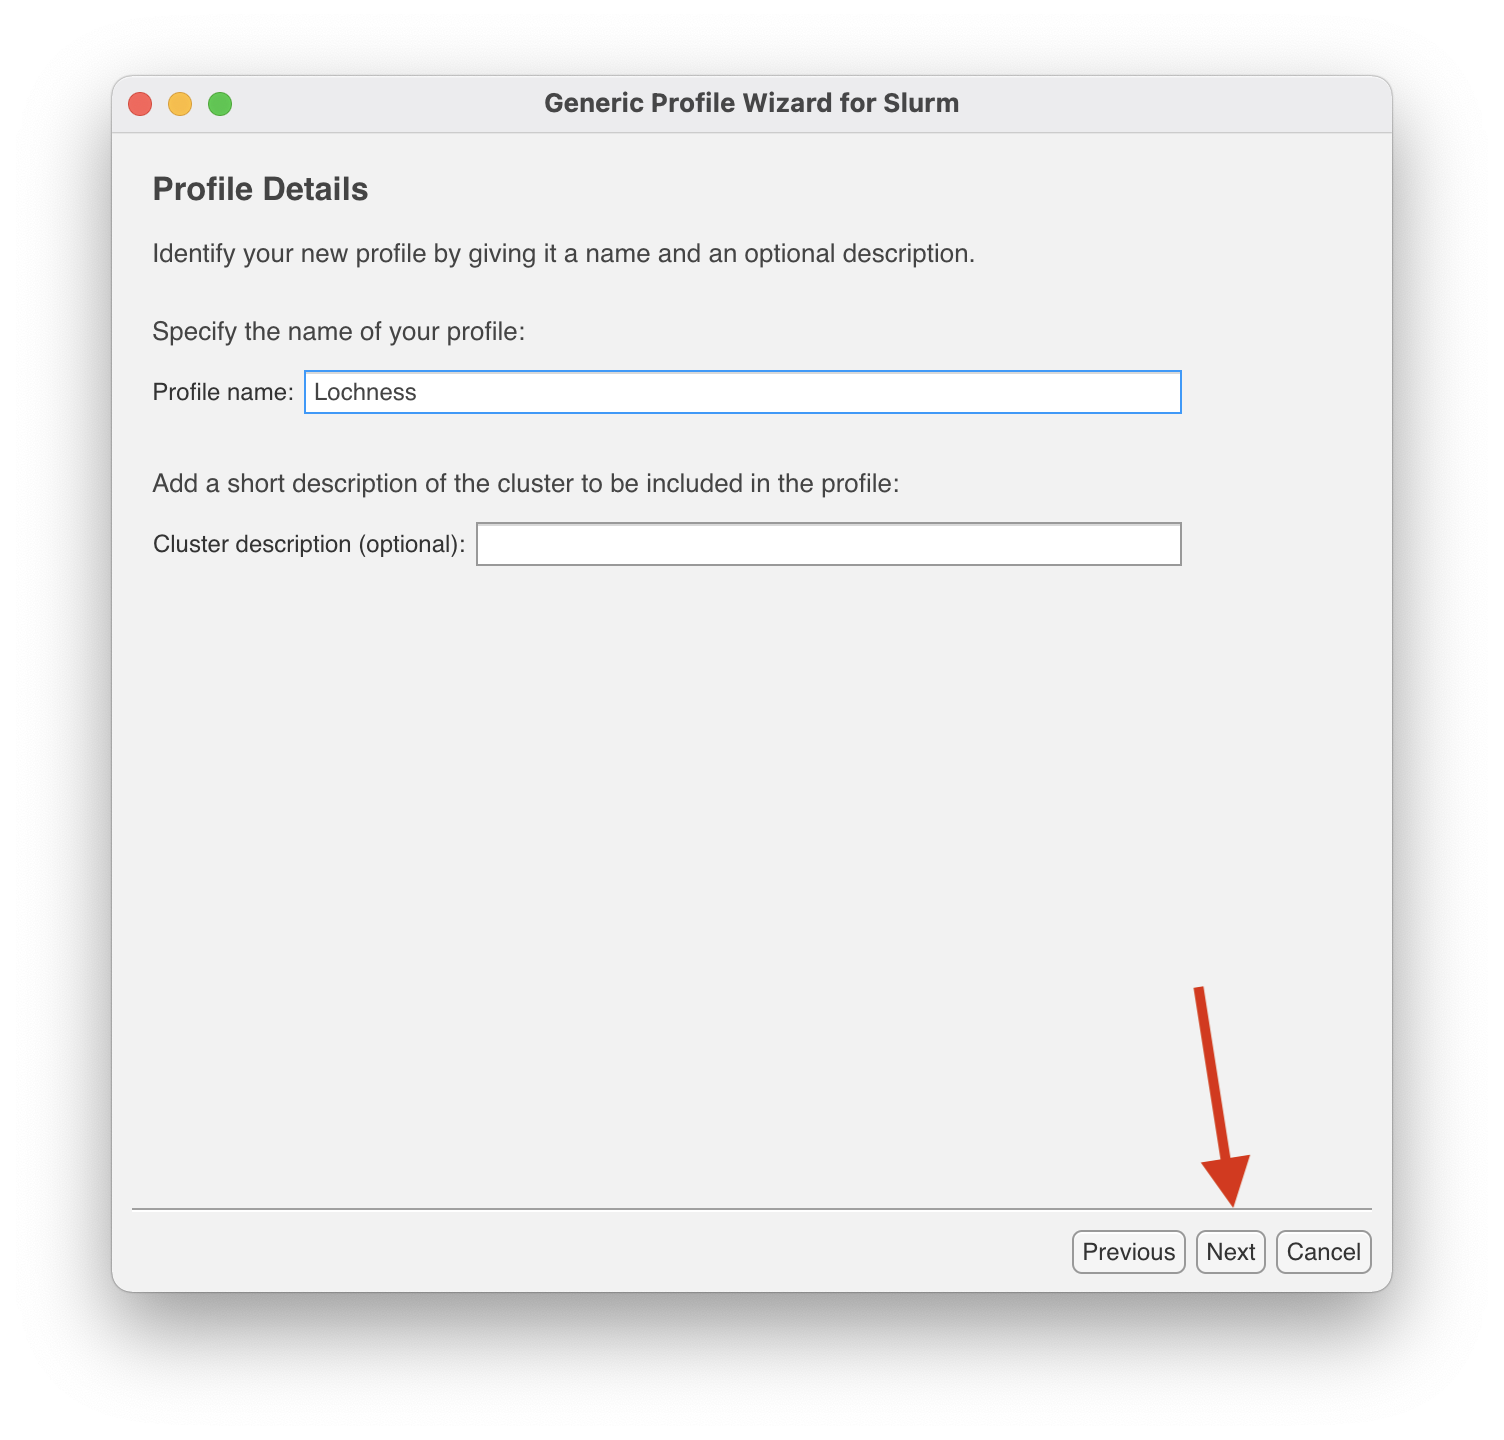 Generic Profile Wizard for Slurm
Profile Details
Identify your new profile by giving it a name and an optional description.
Specify the name of your profile:
Profile name: Lochness
Add a short description of the cluster to be included in the profile:
Cluster description (optional):
Previous Next Cancel